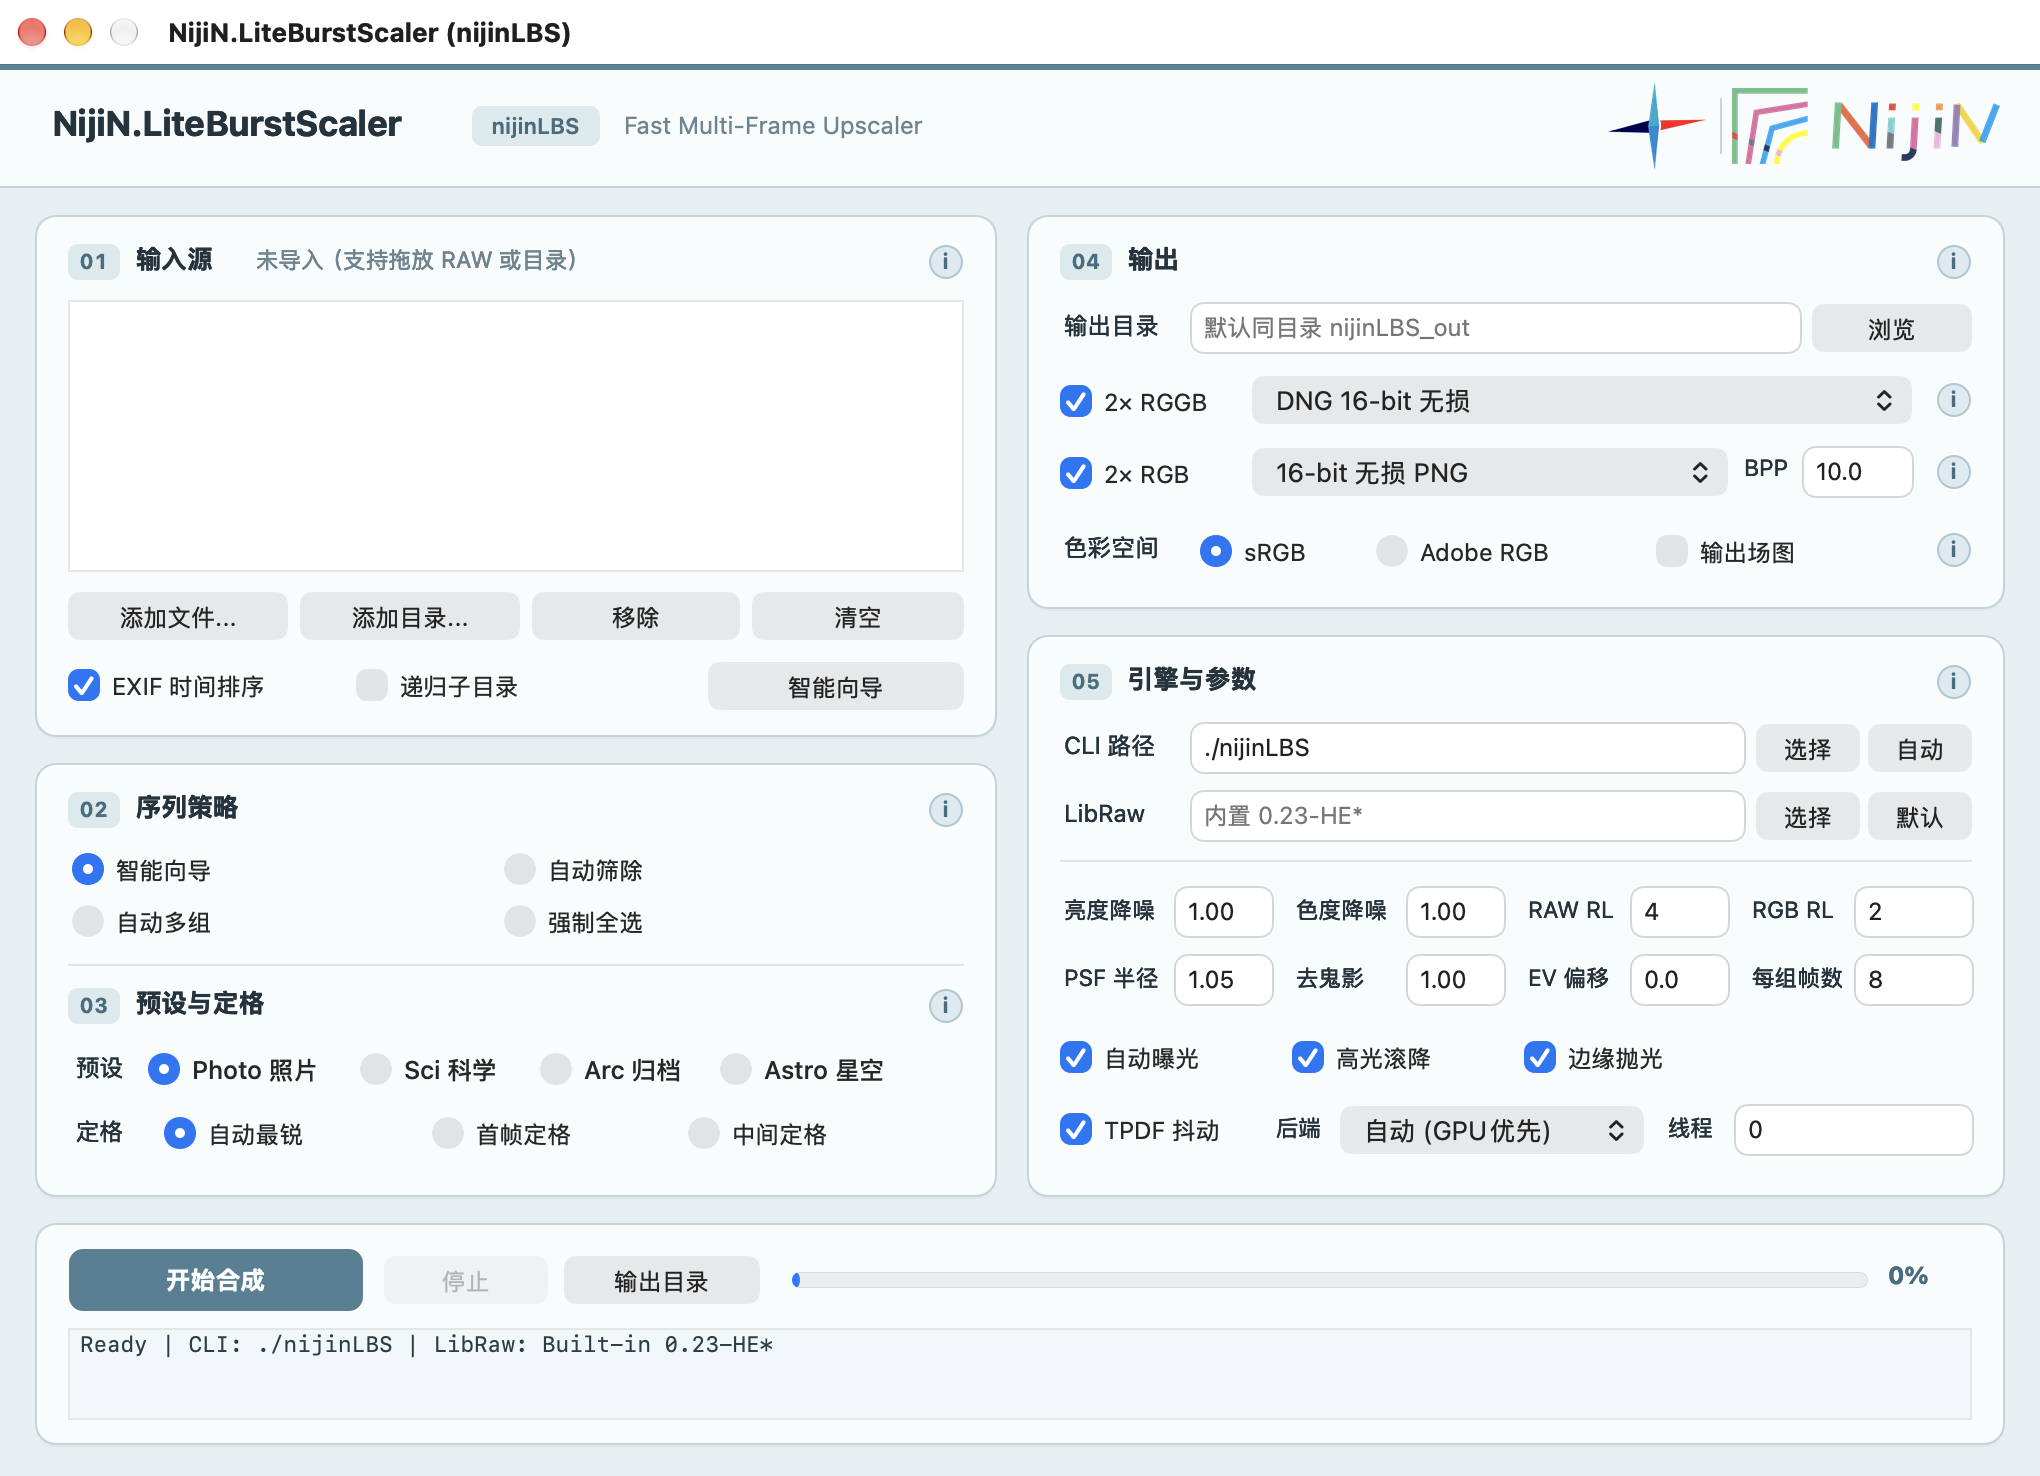 NijiN.LiteBurstScaler (nijinLBS)
NijiN.LiteBurstScaler nijinLBS Fast Multi-Frame Upscaler NijiN
01 输入源 未导入 (支持拖放 RAW 或目录) i
添加文件... 添加目录... 移除 清空
EXIF 时间排序 递归子目录 智能向导
02 序列策略 i
智能向导 自动筛除
自动多组 强制全选
03 预设与定格 i
预设 Photo 照片 Sci 科学 Arc 归档 Astro 星空
定格 自动最锐 首帧定格 中间定格
04 输出 i
输出目录 默认同目录 nijinLBS_out 浏览
2× RGGB DNG 16-bit 无损 i
2× RGB 16-bit 无损 PNG BPP 10.0 i
色彩空间 sRGB Adobe RGB 输出场图 i
05 引擎与参数 i
CLI 路径 ./nijinLBS 选择 自动
LibRaw 内置 0.23-HE* 选择 默认
亮度降噪 1.00 色度降噪 1.00 RAW RL 4 RGB RL 2
PSF 半径 1.05 去鬼影 1.00 EV 偏移 0.0 每组帧数 8
自动曝光 高光滚降 边缘抛光
TPDF 抖动 后端 自动 (GPU优先) 线程 0
开始合成 停止 输出目录 0%
Ready | CLI: ./nijinLBS | LibRaw: Built-in 0.23-HE*